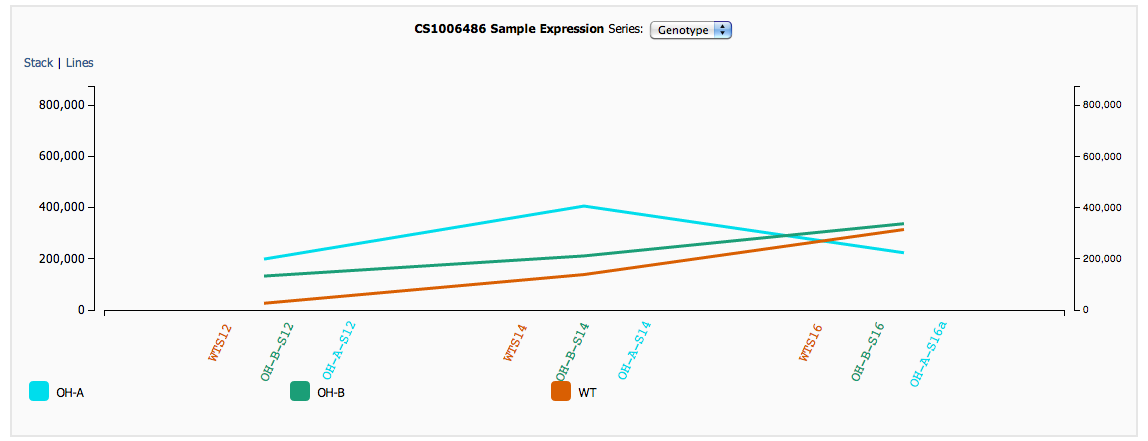 CS1006486 Sample Expression Series: Genotype
Stack | Lines
800,000
600,000
400,000
200,000
0
800,000
600,000
400,000
200,000
0
WTS12
OH-B-S12
OH-A-S12
WTS14
OH-B-S14
OH-A-S14
WTS16
OH-B-S16
OH-A-S16a
OH-A
OH-B
WT